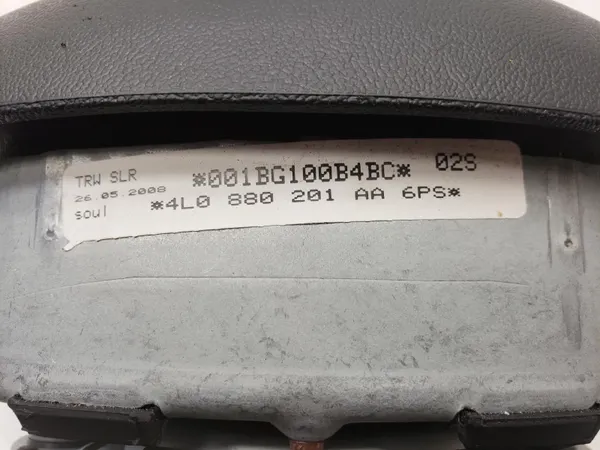 TRW SLR *001BG100B4BC* 02S
26.05.2008
soul *4L0 880 201 AA 6PS*